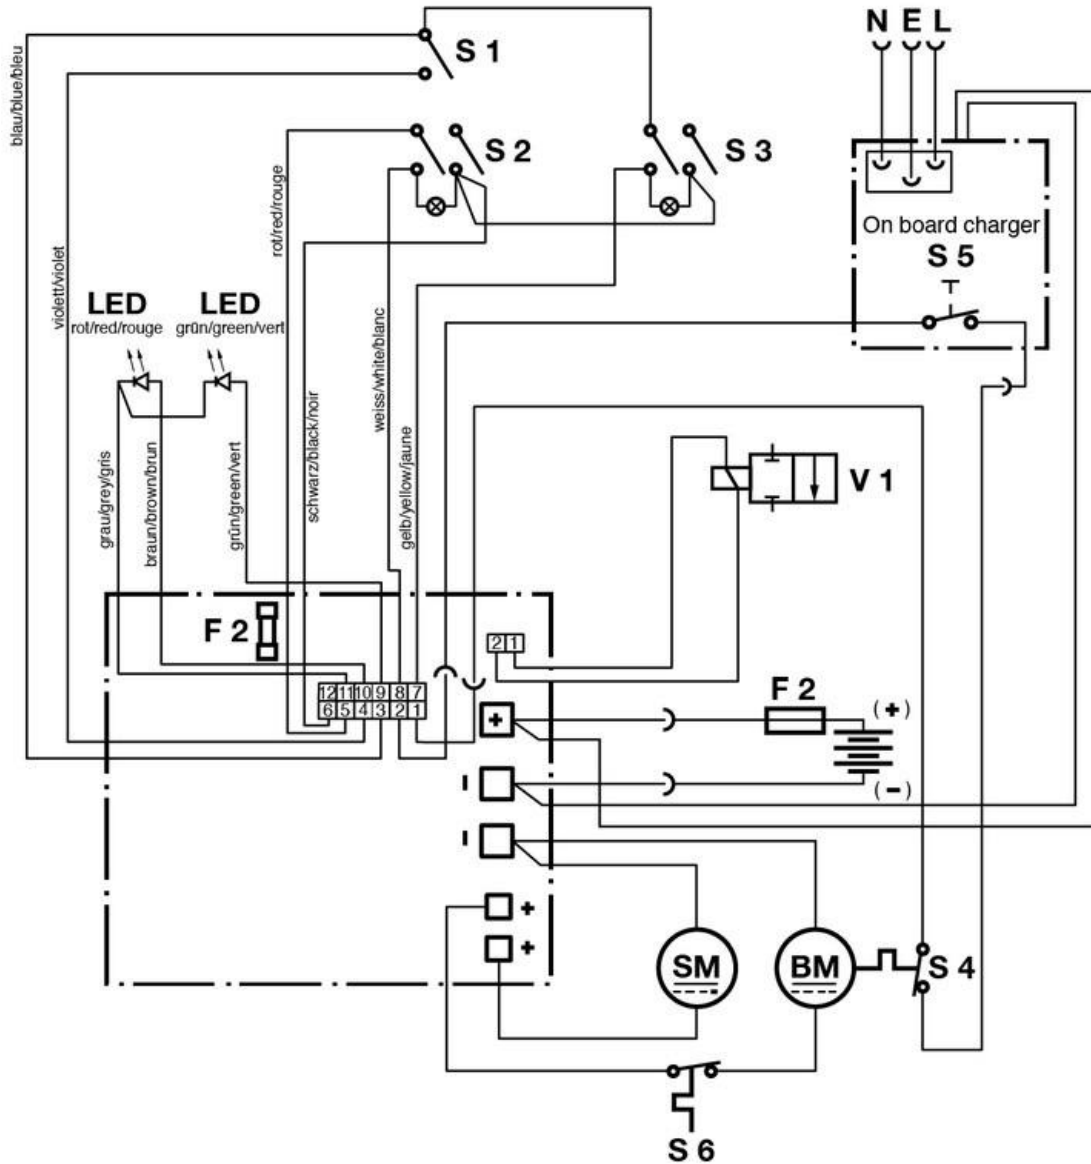 N E L
S 1
blau/blue/bleu
S 2
S 3
rot/red/rouge
On board charger
S 5
violett/violet
LED
rot/red/rouge
LED
grün/green/vert
weiss/white/blanc
schwarz/black/noir
gelb/yellow/jaune
grau/grey/gris
braun/brown/brun
grün/green/vert
V 1
F 2
2 1
12 11 10 9 8 7
6 5 4 3 2 1
F 2
+
(+)
-
(-)
-
+
+
SM
BM
S 4
S 6